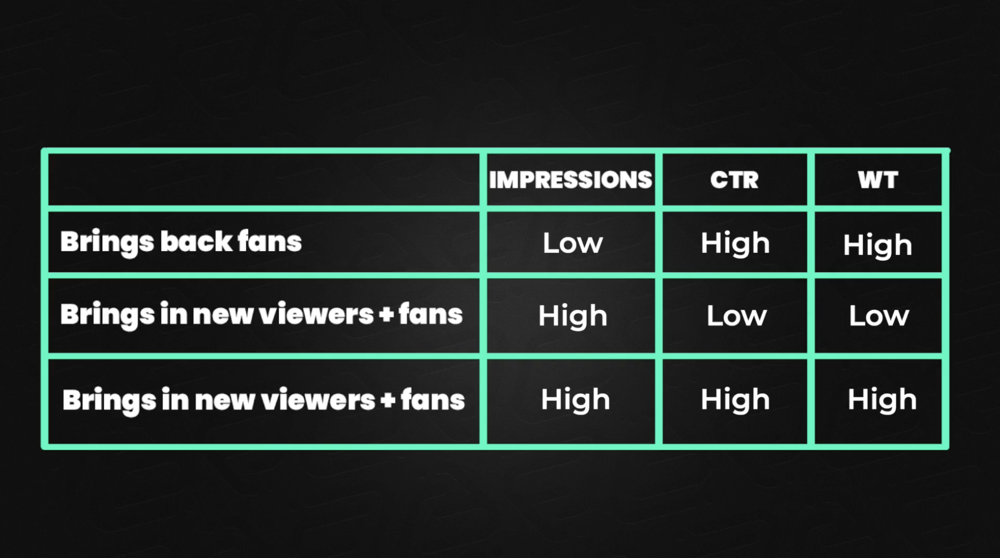 IMPRESSIONS CTR WT
Brings back fans Low High High
Brings in new viewers + fans High Low Low
Brings in new viewers + fans High High High